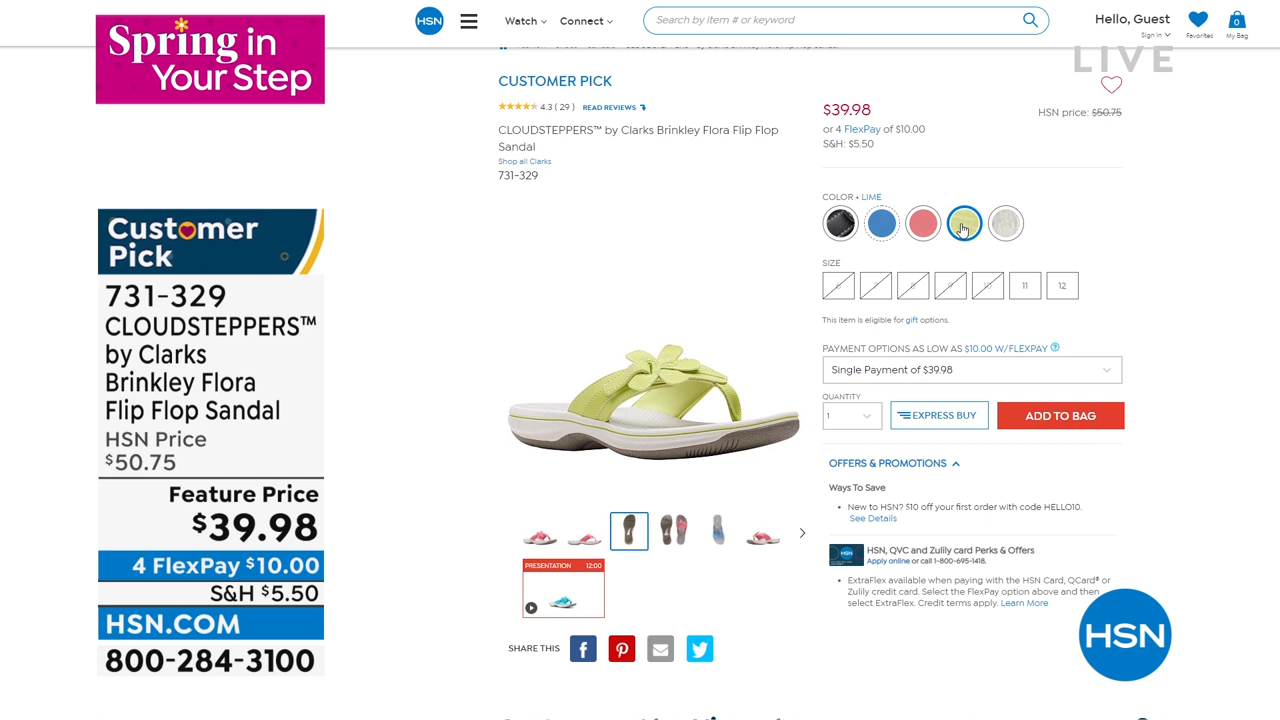 Spring in
Your Step
HSN
Watch
Connect
Search by item # or keyword
Hello, Guest
Sign in
Favorites
0
My Bag
LIVE
CUSTOMER PICK
4.3 ( 29 )
READ REVIEWS
CLOUDSTEPPERS™ by Clarks Brinkley Flora Flip Flop
Sandal
Shop all Clarks
731-329
$39.98
HSN price: $50.75
or 4 FlexPay of $10.00
S&H: $5.50
COLOR • LIME
SIZE
6
7
8
9
10
11
12
This item is eligible for gift options.
PAYMENT OPTIONS AS LOW AS $10.00 W/FLEXPAY
Single Payment of $39.98
QUANTITY
1
EXPRESS BUY
ADD TO BAG
OFFERS & PROMOTIONS
Ways To Save
• New to HSN? $10 off your first order with code HELLO10.
See Details
HSN, QVC and Zulily card Perks & Offers
Apply online or call 1-800-695-1418.
• ExtraFlex available when paying with the HSN Card, QCard® or
Zulily credit card. Select the FlexPay option above and then
select ExtraFlex. Credit terms apply. Learn More
PRESENTATION 12:00
SHARE THIS
Customer
Pick
731-329
CLOUDSTEPPERS™
by Clarks
Brinkley Flora
Flip Flop Sandal
HSN Price
$50.75
Feature Price
$39.98
4 FlexPay $10.00
S&H $5.50
HSN.COM
800-284-3100
HSN